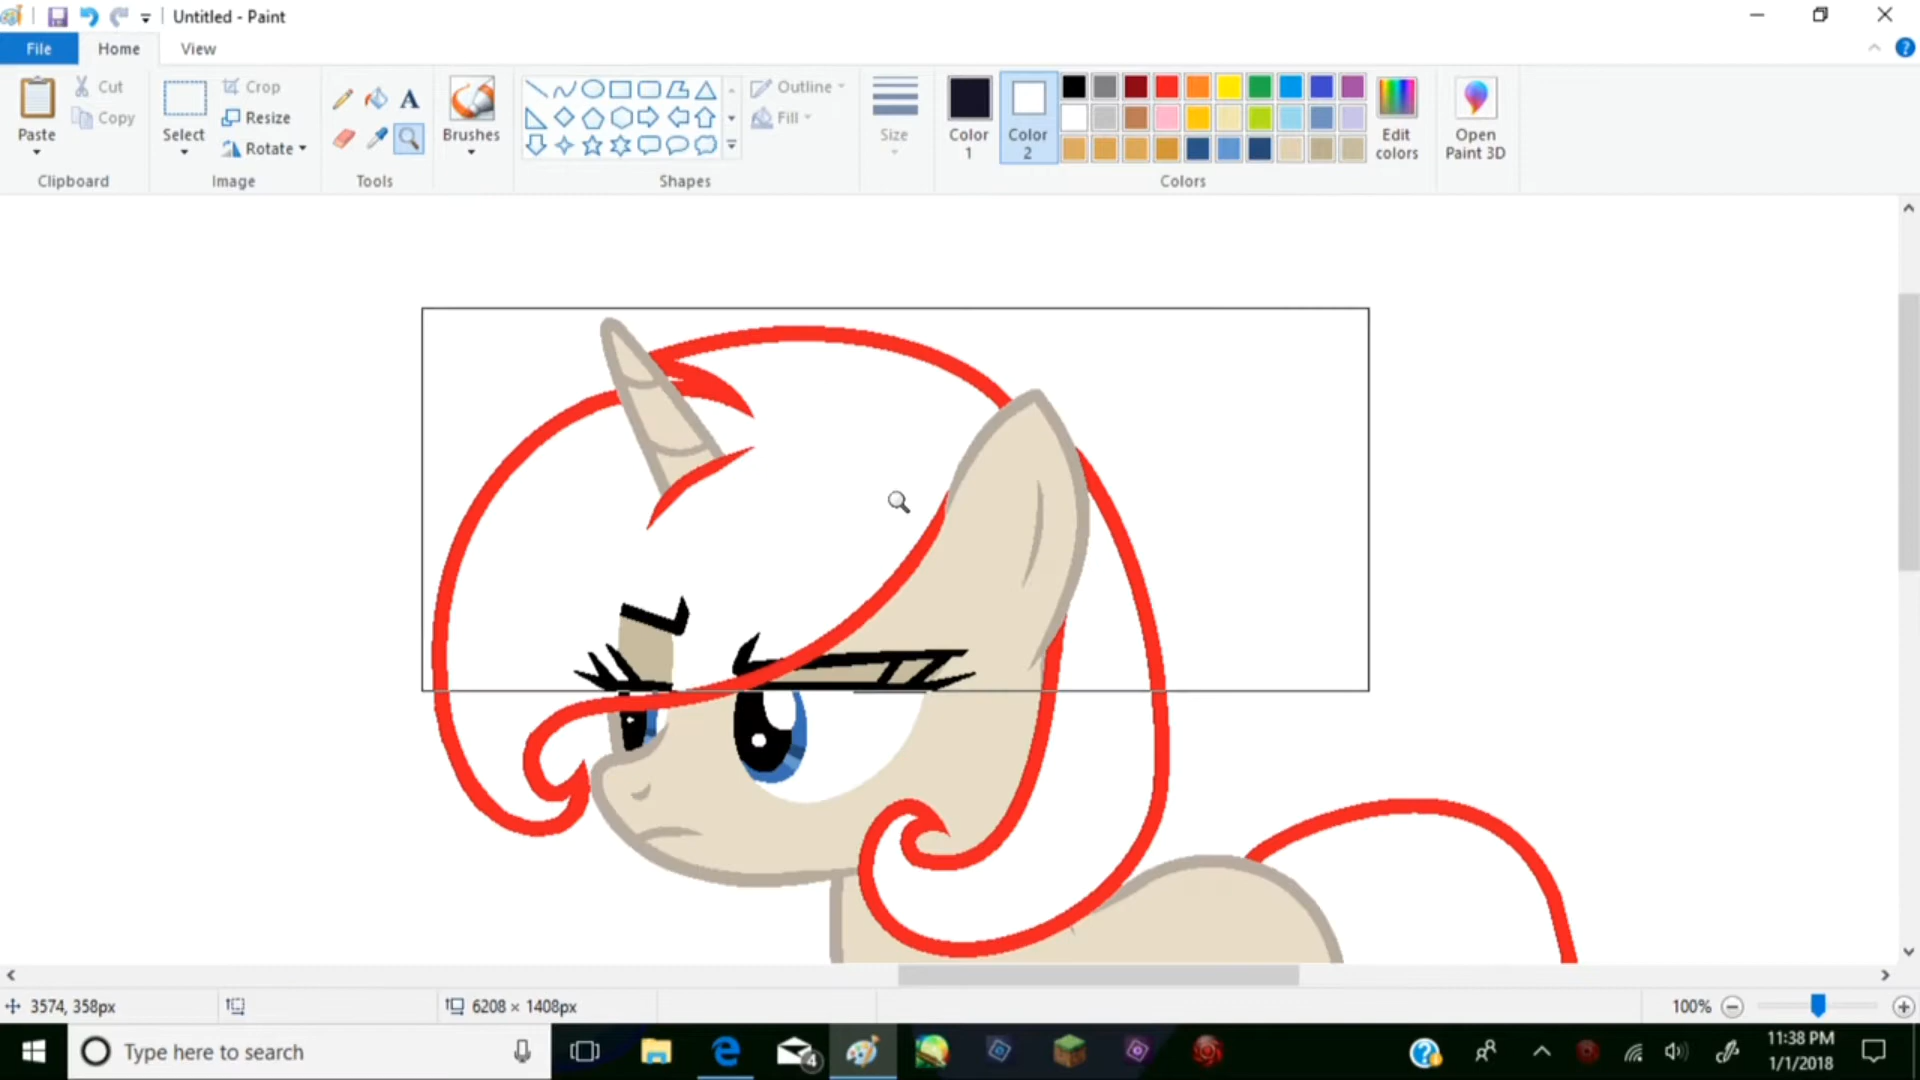 Untitled - Paint
File Home View
Paste
Cut
Copy
Clipboard
Select
Crop
Resize
Rotate
Image
A
Tools
Brushes
Shapes
Outline
Fill
Size
Color 1
Color 2
Colors
Edit colors
Open Paint 3D
3574, 358px
6208 × 1408px
100%
Type here to search
4
11:38 PM
1/1/2018